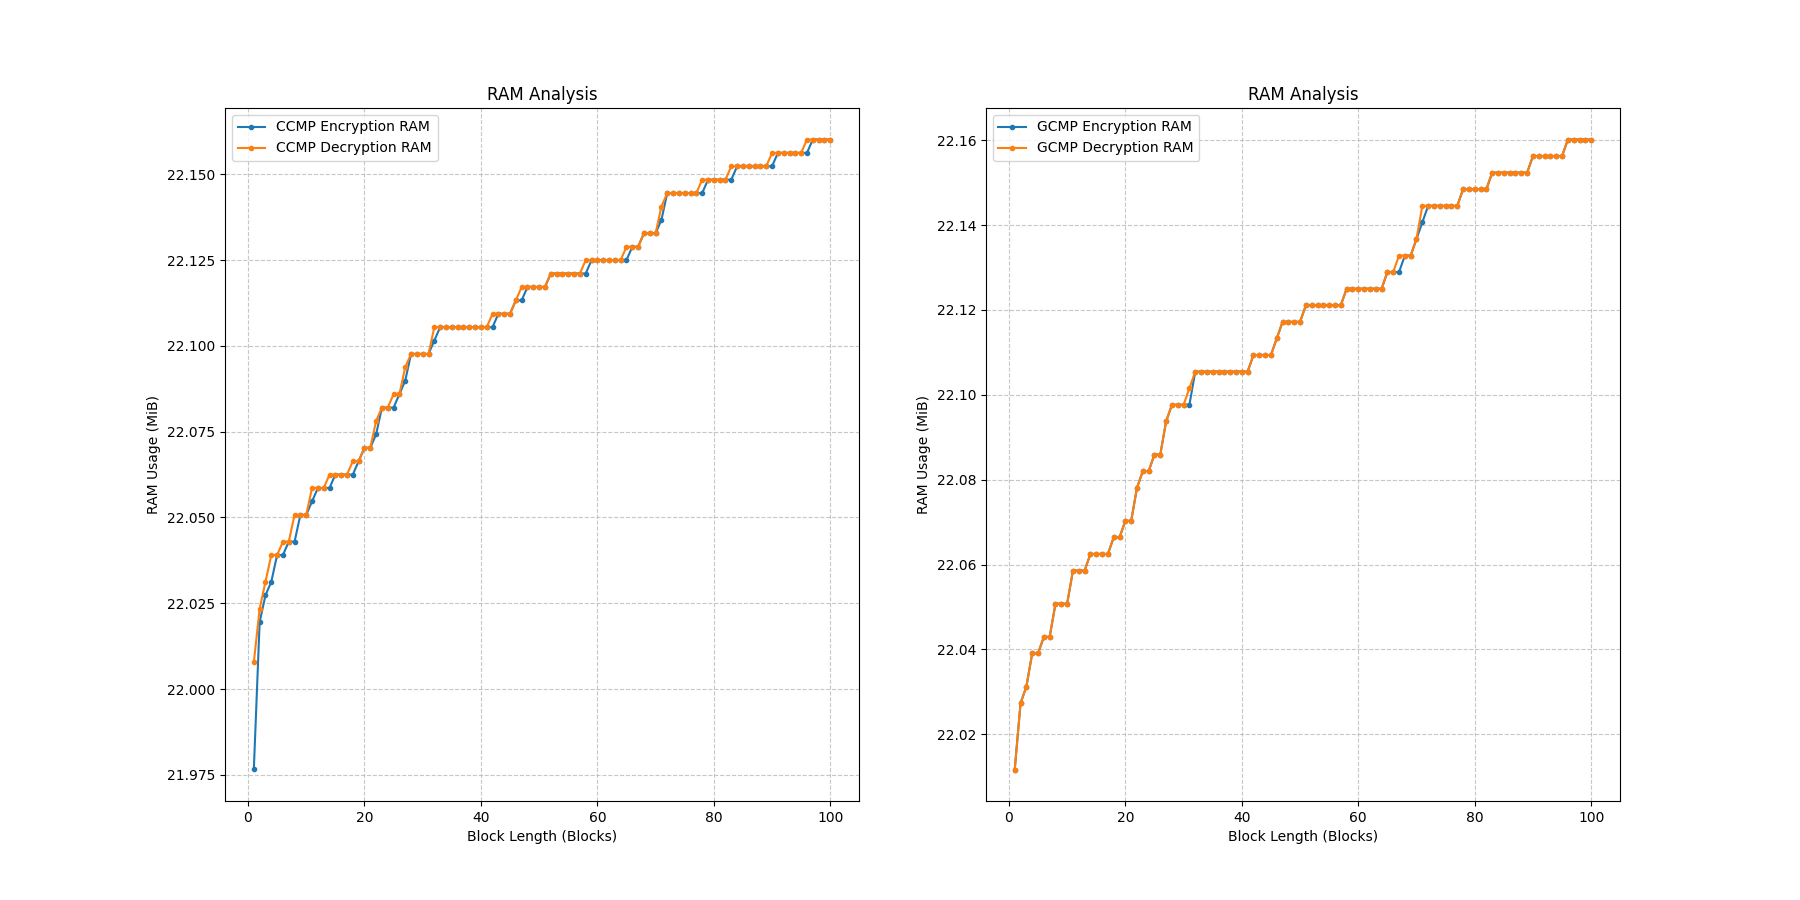 RAM Analysis
CCMP Encryption RAM
CCMP Decryption RAM
22.150
22.125
22.100
22.075
22.050
22.025
22.000
21.975
RAM Usage (MiB)
0 20 40 60 80 100
Block Length (Blocks)
RAM Analysis
GCMP Encryption RAM
GCMP Decryption RAM
22.16
22.14
22.12
22.10
22.08
22.06
22.04
22.02
RAM Usage (MiB)
0 20 40 60 80 100
Block Length (Blocks)